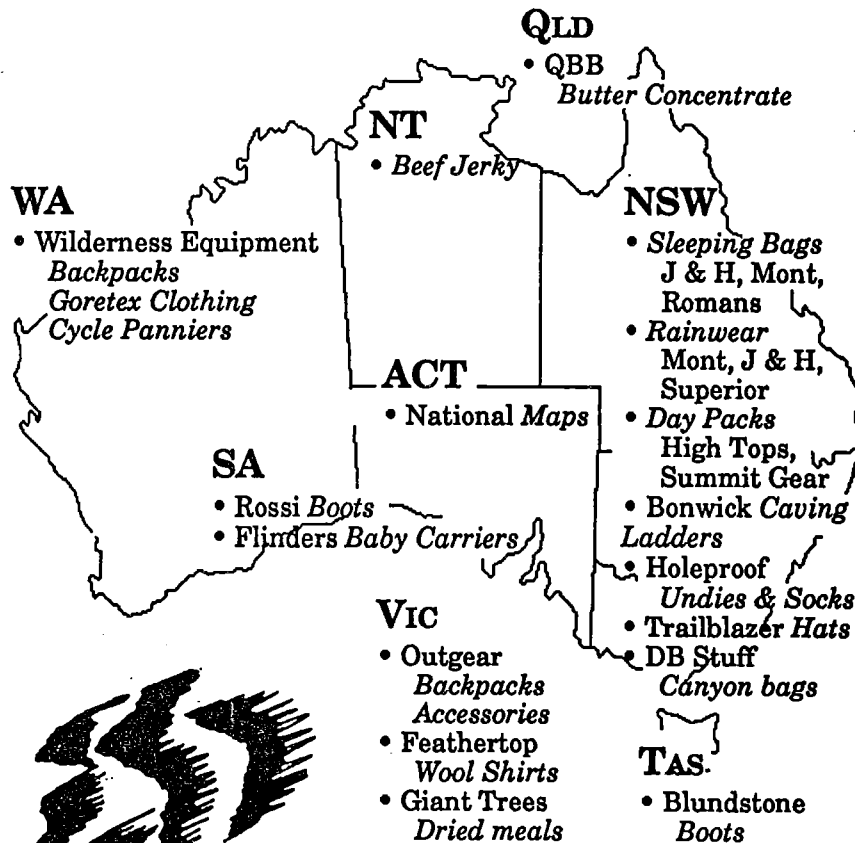 QLD
• QBB
Butter Concentrate
NT
• Beef Jerky
WA
• Wilderness Equipment
Backpacks
Goretex Clothing
Cycle Panniers
NSW
• Sleeping Bags
J & H, Mont,
Romans
• Rainwear
Mont, J & H,
Superior
• Day Packs
High Tops,
Summit Gear
• Bonwick Caving
Ladders
• Holeproof
Undies & Socks
• Trailblazer Hats
• DB Stuff
Canyon bags
ACT
• National Maps
SA
• Rossi Boots
• Flinders Baby Carriers
VIC
• Outgear
Backpacks
Accessories
• Feathertop
Wool Shirts
• Giant Trees
Dried meals
TAS.
• Blundstone
Boots